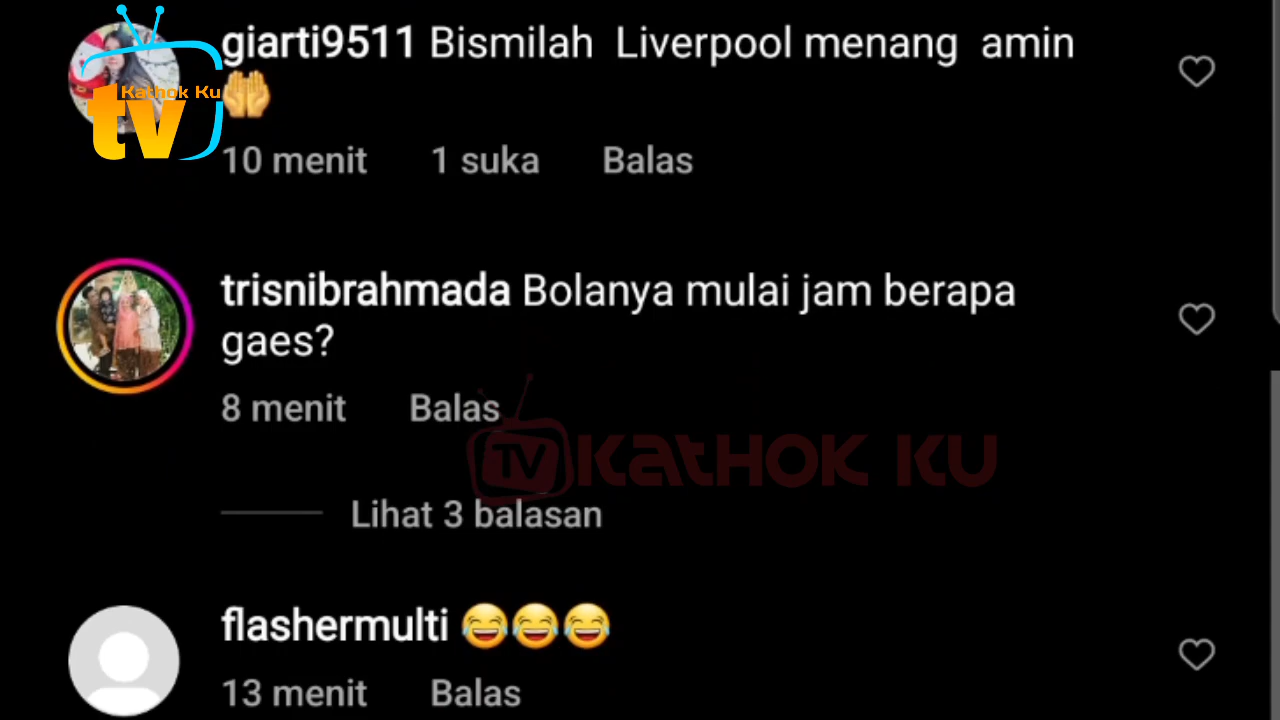 giarti9511 Bismilah Liverpool menang amin
🤲
Kathok Ku
tv
10 menit 1 suka Balas
trisnibrahmada Bolanya mulai jam berapa
gaes?
8 menit Balas
TV KATHOK KU
Lihat 3 balasan
flashermulti 😂😂😂
13 menit Balas